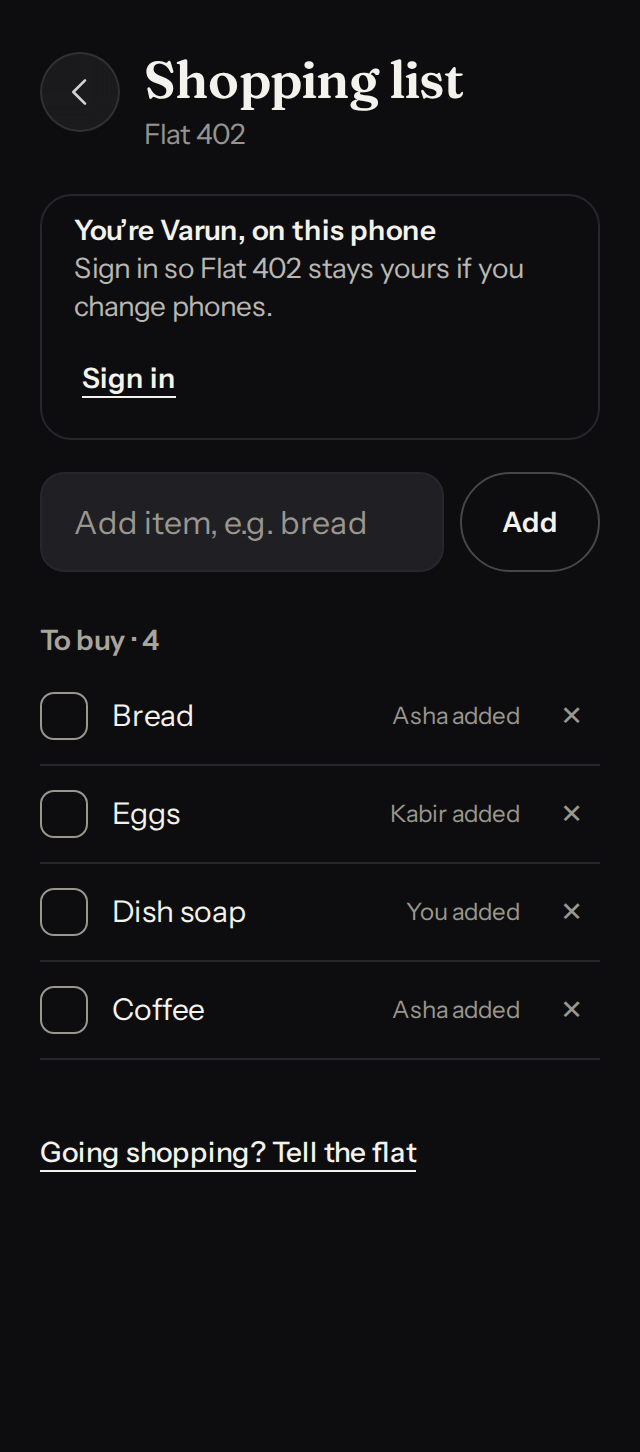 Shopping list
Flat 402
You’re Varun, on this phone
Sign in so Flat 402 stays yours if you
change phones.
Sign in
Add item, e.g. bread
Add
To buy · 4
Bread
Asha added
✕
Eggs
Kabir added
✕
Dish soap
You added
✕
Coffee
Asha added
✕
Going shopping? Tell the flat